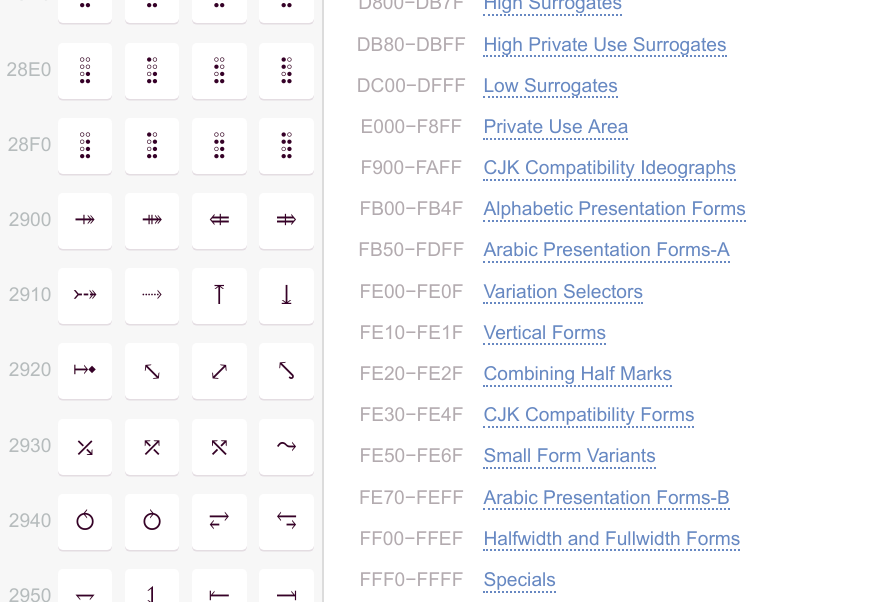 28E0 ⣠ ⣡ ⣢ ⣣
28F0 ⣰ ⣱ ⣲ ⣳
2900 ⤀ ⤁ ⤂ ⤃
2910 ⤐ ⤑ ⤒ ⤓
2920 ⤠ ⤡ ⤢ ⤣
2930 ⤰ ⤱ ⤲ ⤳
2940 ⥀ ⥁ ⥂ ⥃
2950
D800−DB7F High Surrogates
DB80−DBFF High Private Use Surrogates
DC00−DFFF Low Surrogates
E000−F8FF Private Use Area
F900−FAFF CJK Compatibility Ideographs
FB00−FB4F Alphabetic Presentation Forms
FB50−FDFF Arabic Presentation Forms-A
FE00−FE0F Variation Selectors
FE10−FE1F Vertical Forms
FE20−FE2F Combining Half Marks
FE30−FE4F CJK Compatibility Forms
FE50−FE6F Small Form Variants
FE70−FEFF Arabic Presentation Forms-B
FF00−FFEF Halfwidth and Fullwidth Forms
FFF0−FFFF Specials